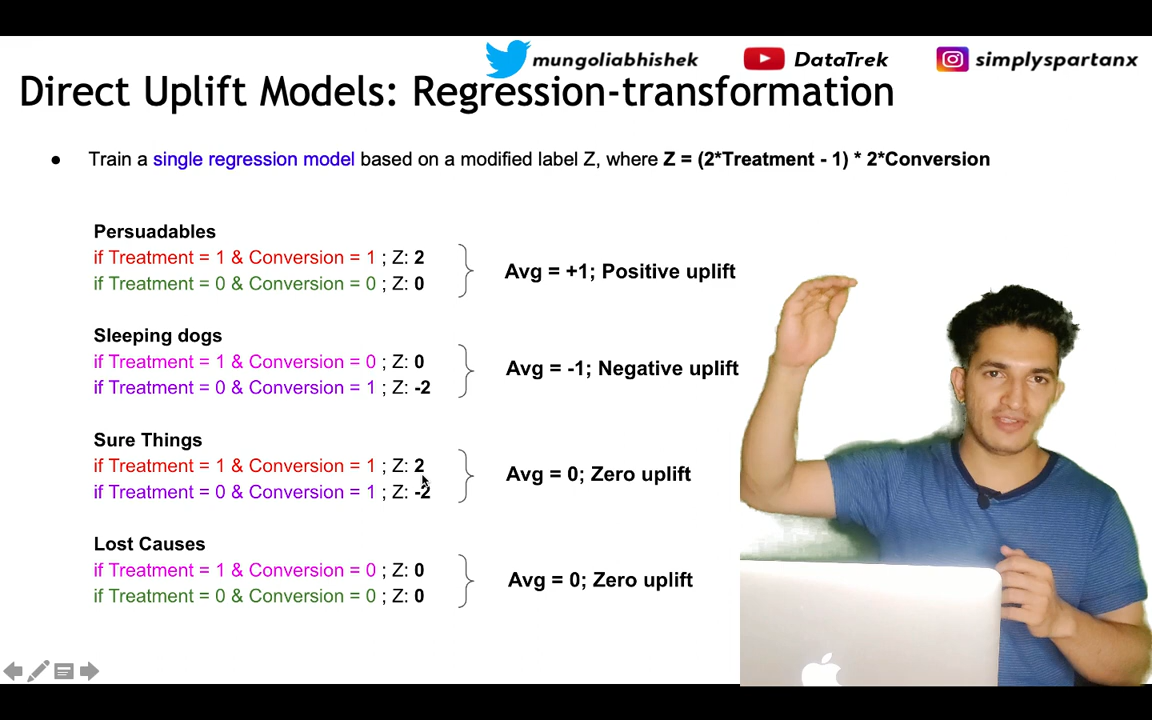 mungoliabhishek DataTrek simplyspartanx
Direct Uplift Models: Regression-transformation
● Train a single regression model based on a modified label Z, where Z = (2*Treatment - 1) * 2*Conversion
Persuadables
if Treatment = 1 & Conversion = 1 ; Z: 2
if Treatment = 0 & Conversion = 0 ; Z: 0
Avg = +1; Positive uplift
Sleeping dogs
if Treatment = 1 & Conversion = 0 ; Z: 0
if Treatment = 0 & Conversion = 1 ; Z: -2
Avg = -1; Negative uplift
Sure Things
if Treatment = 1 & Conversion = 1 ; Z: 2
if Treatment = 0 & Conversion = 1 ; Z: -2
Avg = 0; Zero uplift
Lost Causes
if Treatment = 1 & Conversion = 0 ; Z: 0
if Treatment = 0 & Conversion = 0 ; Z: 0
Avg = 0; Zero uplift